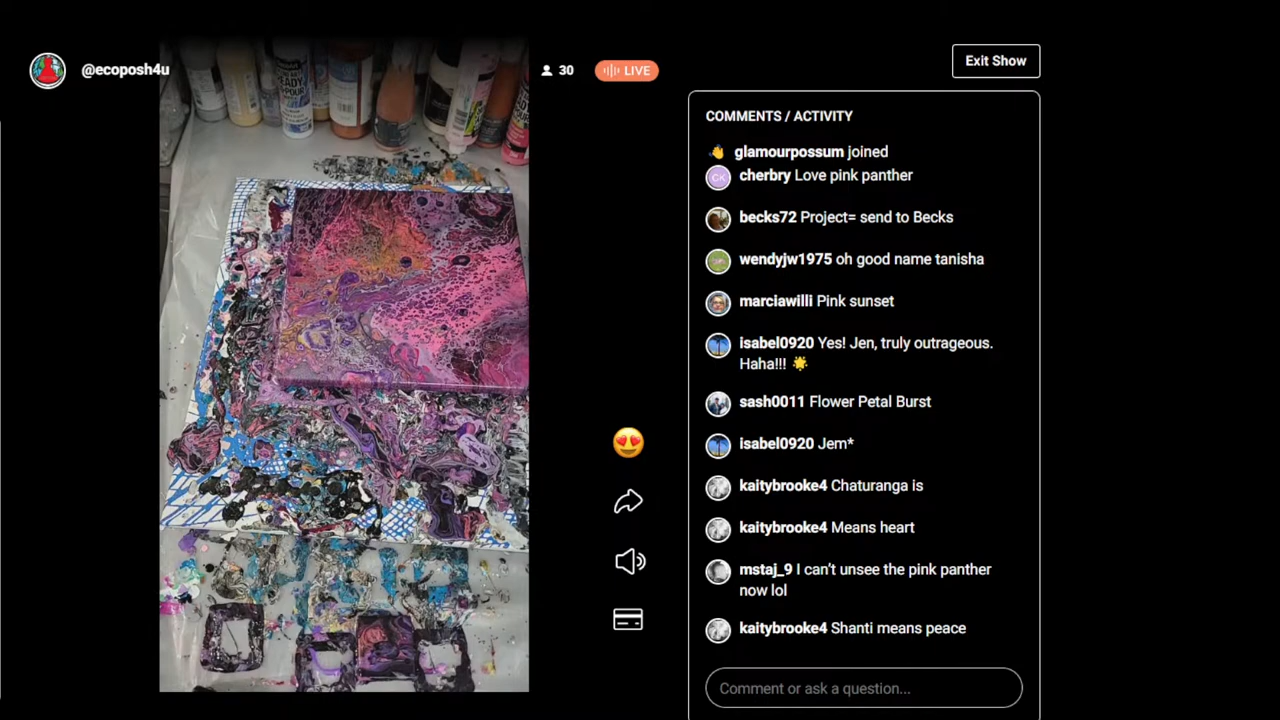 @ecoposh4u
30
LIVE
Exit Show
READY
POUR
COMMENTS / ACTIVITY
glamourpossum joined
cherbry Love pink panther
CK
becks72 Project= send to Becks
wendyjw1975 oh good name tanisha
marciawilli Pink sunset
isabel0920 Yes! Jen, truly outrageous.
Haha!!! 🌟
sash0011 Flower Petal Burst
isabel0920 Jem*
kaitybrooke4 Chaturanga is
kaitybrooke4 Means heart
mstaj_9 I can't unsee the pink panther
now lol
kaitybrooke4 Shanti means peace
Comment or ask a question...